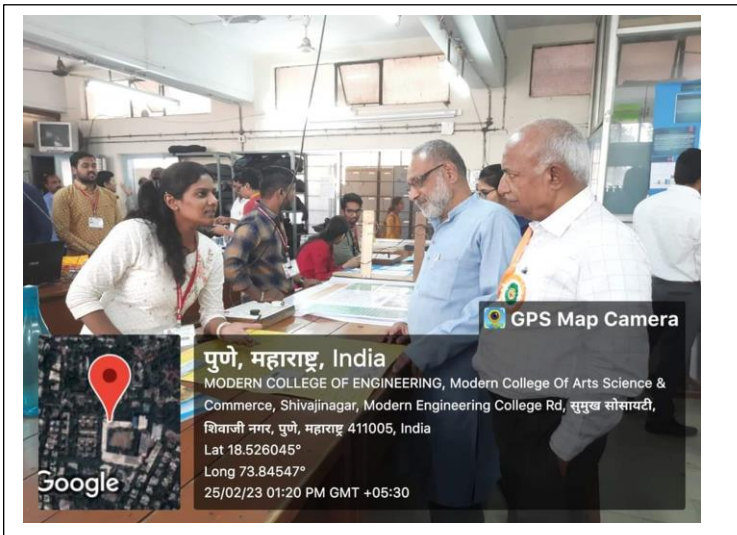 GPS Map Camera
पुणे, महाराष्ट्र, India
MODERN COLLEGE OF ENGINEERING, Modern College Of Arts Science &
Commerce, Shivajinagar, Modern Engineering College Rd, सुमुख सोसायटी,
शिवाजी नगर, पुणे, महाराष्ट्र 411005, India
Lat 18.526045°
Long 73.84547°
25/02/23 01:20 PM GMT +05:30
Google